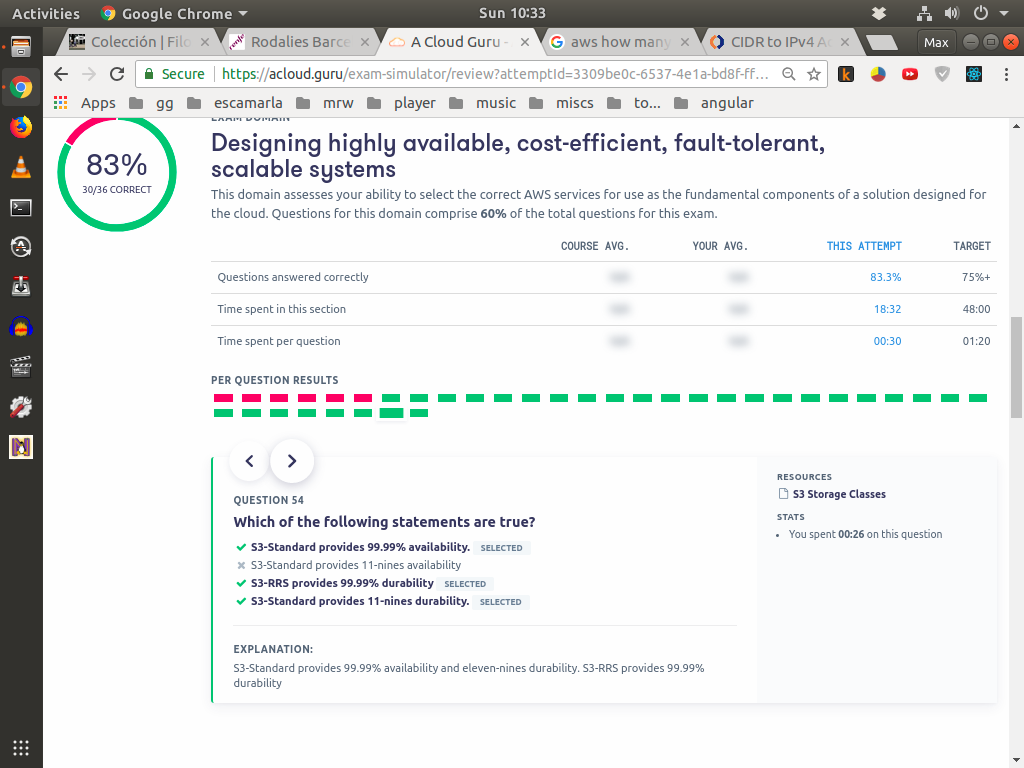 Activities Google Chrome Sun 10:33
Colección | Filo Rodalies Barce A Cloud Guru - aws how many CIDR to IPv4 A Max
Secure https://acloud.guru/exam-simulator/review?attemptId=3309be0c-6537-4e1a-bd8f-ff...
Apps gg escamarla mrw player music miscs to... angular
EXAM DOMAIN
83%
30/36 CORRECT
Designing highly available, cost-efficient, fault-tolerant,
scalable systems
This domain assesses your ability to select the correct AWS services for use as the fundamental components of a solution designed for
the cloud. Questions for this domain comprise 60% of the total questions for this exam.
COURSE AVG. YOUR AVG. THIS ATTEMPT TARGET
Questions answered correctly 83.3% 75%+
Time spent in this section 18:32 48:00
Time spent per question 00:30 01:20
PER QUESTION RESULTS
QUESTION 54
Which of the following statements are true?
S3-Standard provides 99.99% availability. SELECTED
S3-Standard provides 11-nines availability
S3-RRS provides 99.99% durability SELECTED
S3-Standard provides 11-nines durability. SELECTED
EXPLANATION:
S3-Standard provides 99.99% availability and eleven-nines durability. S3-RRS provides 99.99%
durability
RESOURCES
S3 Storage Classes
STATS
You spent 00:26 on this question